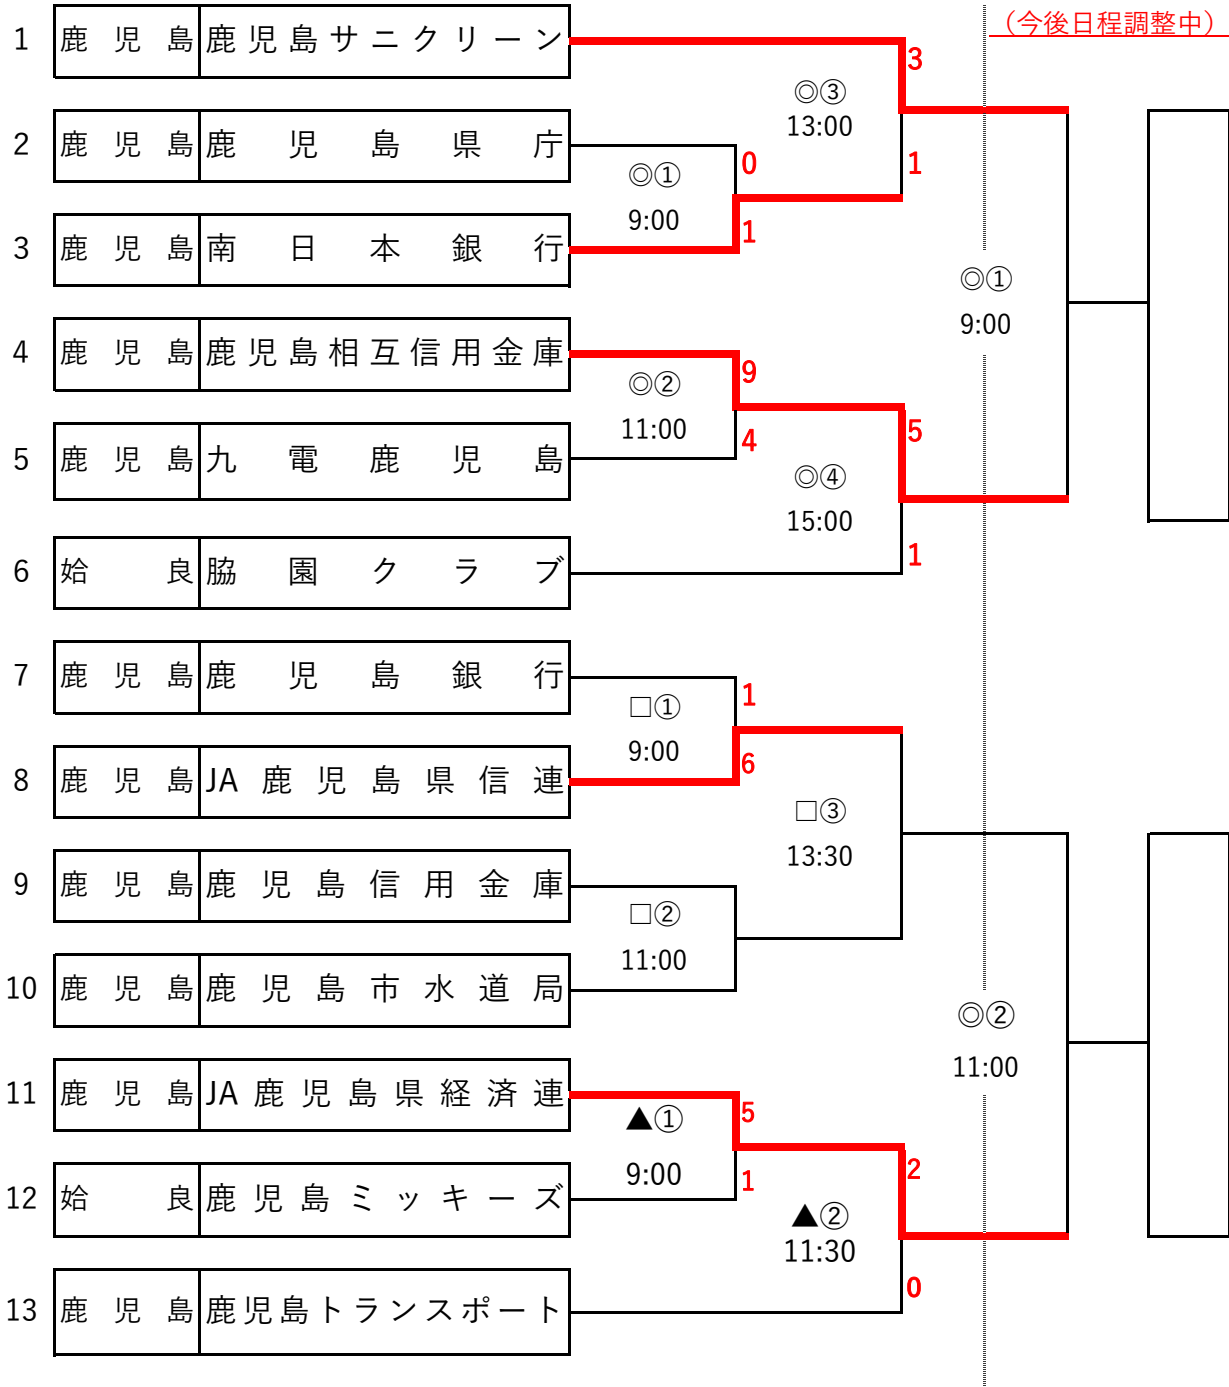 （今後日程調整中）
1 鹿児島 鹿児島サニクリーン
3
◎③
13:00
2 鹿児島 鹿児島県庁
0
1
◎①
9:00
3 鹿児島 南日本銀行
1
◎①
9:00
4 鹿児島 鹿児島相互信用金庫
9
◎②
11:00
4
5
5 鹿児島 九電鹿児島
◎④
15:00
1
6 姶良 脇園クラブ
7 鹿児島 鹿児島銀行
1
□①
9:00
6
8 鹿児島 JA鹿児島県信連
□③
13:30
9 鹿児島 鹿児島信用金庫
□②
11:00
10 鹿児島 鹿児島市水道局
◎②
11:00
11 鹿児島 JA鹿児島県経済連
5
▲①
9:00
1
2
12 姶良 鹿児島ミッキーズ
▲②
11:30
0
13 鹿児島 鹿児島トランスポート